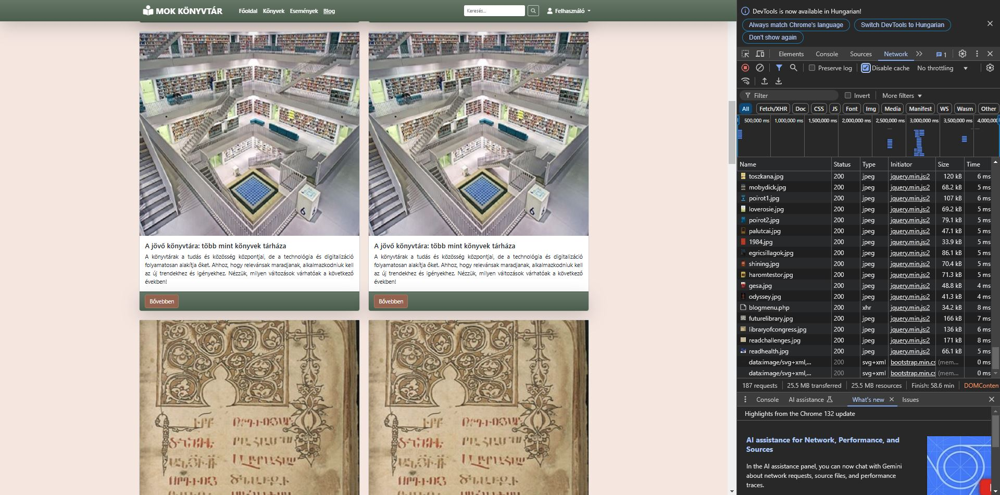 MOK KÖNYVTÁR
Főoldal Könyvek Események Blog
Keresés...
Felhasználó
A jövő könyvtára: több mint könyvek tárháza
A könyvtárak a tudás és közösség központjai, de a technológia és digitalizáció
folyamatosan alakítja őket. Ahhoz, hogy relevánsak maradjanak, alkalmazkodniuk kell
az új trendekhez és igényekhez. Nézzük, milyen változások várhatóak a következő
években!
Bővebben
A jövő könyvtára: több mint könyvek tárháza
A könyvtárak a tudás és közösség központjai, de a technológia és digitalizáció
folyamatosan alakítja őket. Ahhoz, hogy relevánsak maradjanak, alkalmazkodniuk kell
az új trendekhez és igényekhez. Nézzük, milyen változások várhatóak a következő
években!
Bővebben
DevTools is now available in Hungarian!
Always match Chrome's language Switch DevTools to Hungarian
Don't show again
Elements Console Sources Network 1
Preserve log Disable cache No throttling
Filter Invert More filters
All Fetch/XHR Doc CSS JS Font Img Media Manifest WS Wasm Other
500,000 ms 1,000,000 ms 1,500,000 ms 2,000,000 ms 2,500,000 ms 3,000,000 ms 3,500,000 ms 4,000,00
Name Status Type Initiator Size Time
toszkana.jpg 200 jpeg jquery.min.js:2 120 kB 6 ms
mobydick.jpg 200 jpeg jquery.min.js:2 68.2 kB 5 ms
poirot1.jpg 200 jpeg jquery.min.js:2 107 kB 6 ms
loverosie.jpg 200 jpeg jquery.min.js:2 69.2 kB 5 ms
poirot2.jpg 200 jpeg jquery.min.js:2 79.1 kB 5 ms
palutcai.jpg 200 jpeg jquery.min.js:2 47.1 kB 5 ms
1984.jpg 200 jpeg jquery.min.js:2 33.9 kB 5 ms
egricsillagok.jpg 200 jpeg jquery.min.js:2 86.1 kB 5 ms
shining.jpg 200 jpeg jquery.min.js:2 70.4 kB 5 ms
haromtestor.jpg 200 jpeg jquery.min.js:2 71.3 kB 5 ms
gesa.jpg 200 jpeg jquery.min.js:2 48.8 kB 4 ms
odyssey.jpg 200 jpeg jquery.min.js:2 41.3 kB 4 ms
blogmenu.php 200 xhr jquery.min.js:2 34.2 kB 8 ms
futurelibrary.jpg 200 jpeg jquery.min.js:2 166 kB 7 ms
libraryofcongress.jpg 200 jpeg jquery.min.js:2 136 kB 6 ms
readchallenges.jpg 200 jpeg jquery.min.js:2 171 kB 8 ms
readhealth.jpg 200 jpeg jquery.min.js:2 66.1 kB 5 ms
data:image/svg+xml,... 200 svg+xml bootstrap.min.cs (mem... 0 ms
data:image/svg+xml,... 200 svg+xml bootstrap.min.cs (mem... 0 ms
187 requests 25.5 MB transferred 25.5 MB resources Finish: 58.6 min DOMConten
Console AI assistance What's new Issues
Highlights from the Chrome 132 update
AI assistance for Network, Performance, and
Sources
In the AI assistance panel, you can now chat with Gemini
about network requests, source files, and performance
traces.